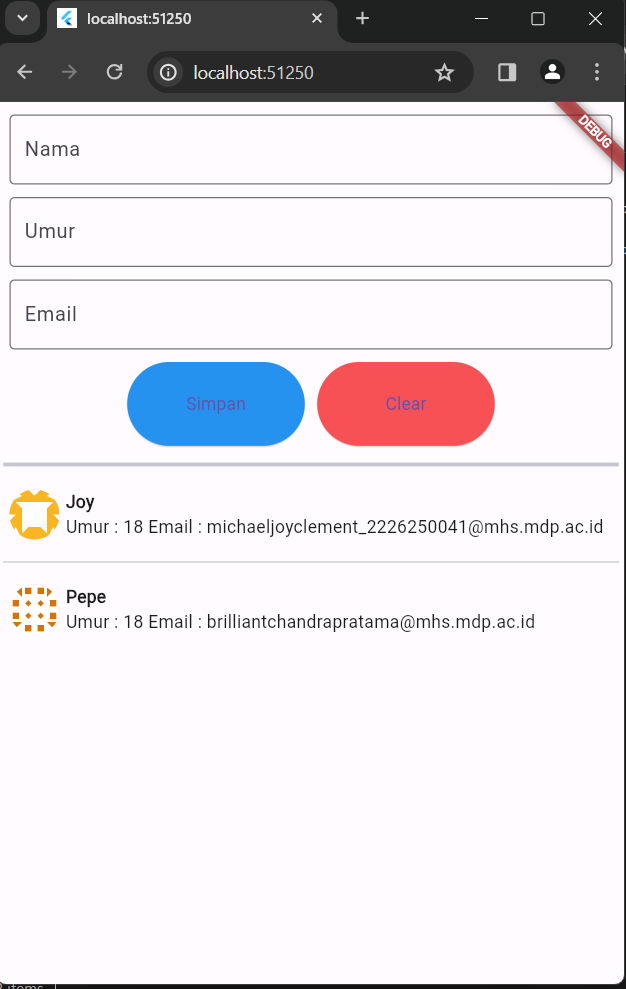 localhost:51250
localhost:51250
DEBUG
Nama
Umur
Email
Simpan Clear
Joy
Umur : 18 Email : michaeljoyclement_2226250041@mhs.mdp.ac.id
Pepe
Umur : 18 Email : brilliantchandrapratama@mhs.mdp.ac.id
items